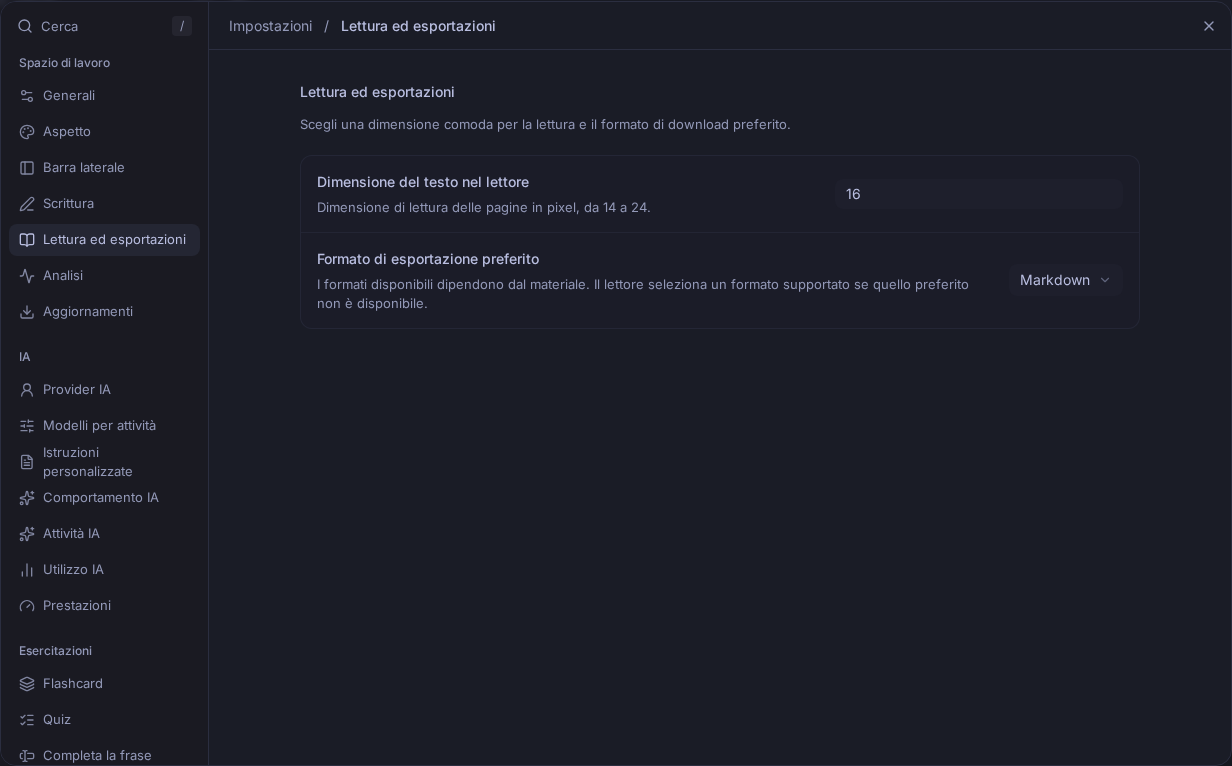 Cerca
/
Spazio di lavoro
Generali
Aspetto
Barra laterale
Scrittura
Lettura ed esportazioni
Analisi
Aggiornamenti
IA
Provider IA
Modelli per attività
Istruzioni
personalizzate
Comportamento IA
Attività IA
Utilizzo IA
Prestazioni
Esercitazioni
Flashcard
Quiz
Completa la frase
Impostazioni / Lettura ed esportazioni
Lettura ed esportazioni
Scegli una dimensione comoda per la lettura e il formato di download preferito.
Dimensione del testo nel lettore
Dimensione di lettura delle pagine in pixel, da 14 a 24.
16
Formato di esportazione preferito
I formati disponibili dipendono dal materiale. Il lettore seleziona un formato supportato se quello preferito
non è disponibile.
Markdown